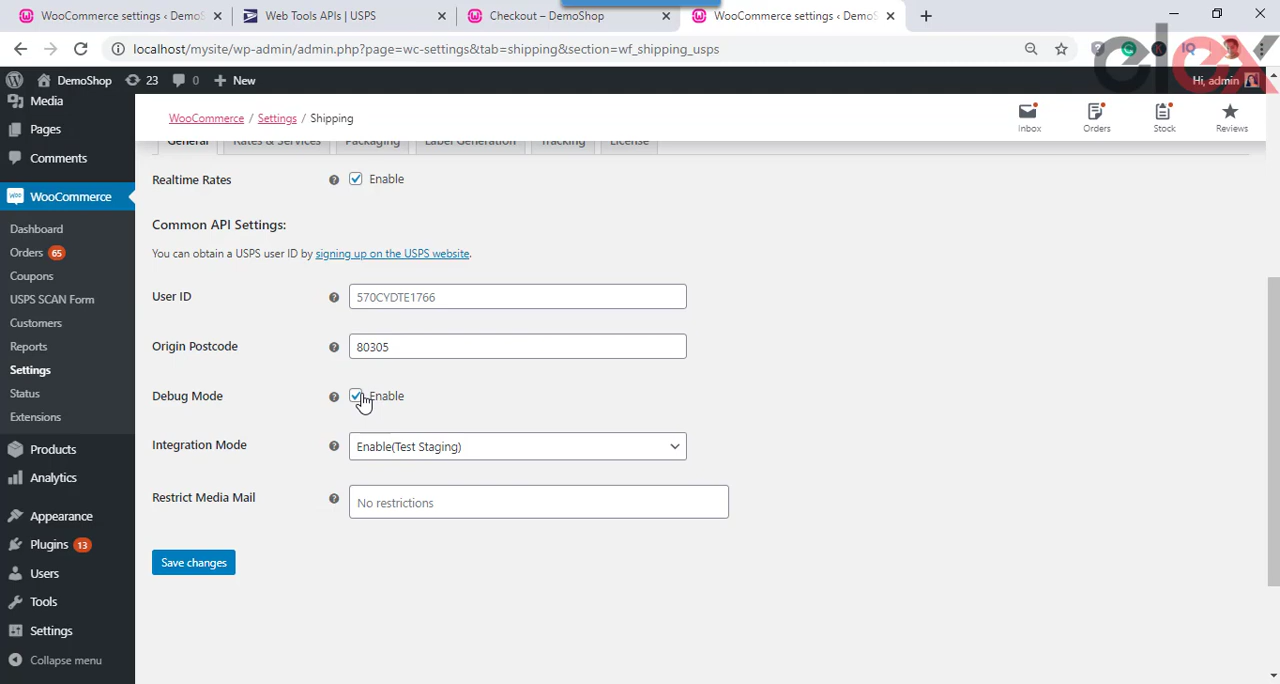 WooCommerce settings ‹ DemoS
Web Tools APIs | USPS
Checkout – DemoShop
WooCommerce settings ‹ DemoS
localhost/mysite/wp-admin/admin.php?page=wc-settings&tab=shipping&section=wf_shipping_usps
elex
DemoShop
23
0
New
Hi, admin
Media
Pages
Comments
WooCommerce
Dashboard
Orders 65
Coupons
USPS SCAN Form
Customers
Reports
Settings
Status
Extensions
Products
Analytics
Appearance
Plugins 13
Users
Tools
Settings
Collapse menu
WooCommerce / Settings / Shipping
Inbox
Orders
Stock
Reviews
General
Rates & Services
Packaging
Label Generation
Tracking
License
Realtime Rates
Enable
Common API Settings:
You can obtain a USPS user ID by signing up on the USPS website.
User ID
570CYDTE1766
Origin Postcode
80305
Debug Mode
Enable
Integration Mode
Enable(Test Staging)
Restrict Media Mail
No restrictions
Save changes